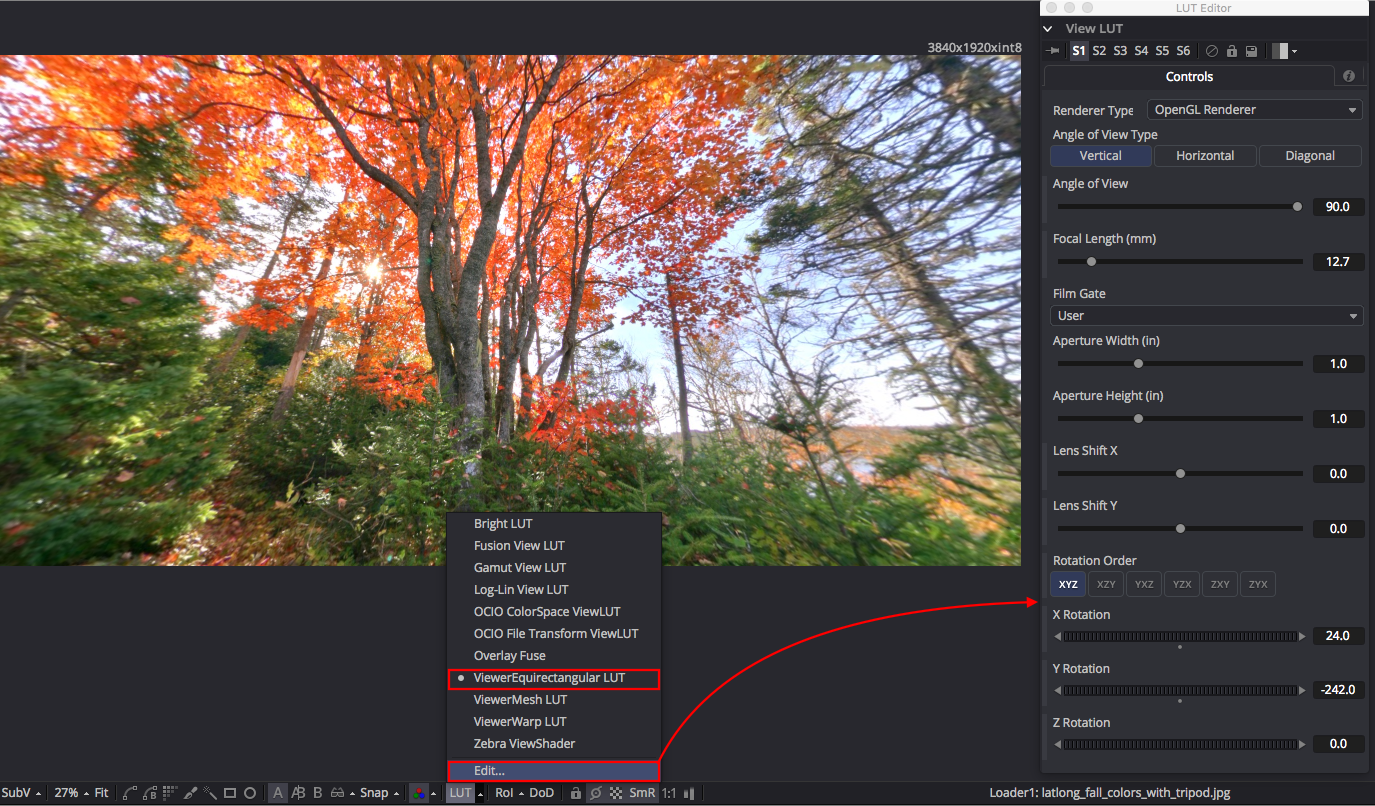 LUT Editor
View LUT
S1 S2 S3 S4 S5 S6
Controls
3840x1920xint8
Renderer Type OpenGL Renderer
Angle of View Type
Vertical Horizontal Diagonal
Angle of View
90.0
Focal Length (mm)
12.7
Film Gate
User
Aperture Width (in)
1.0
Aperture Height (in)
1.0
Lens Shift X
0.0
Lens Shift Y
0.0
Rotation Order
XYZ XZY YXZ YZX ZXY ZYX
X Rotation
24.0
Y Rotation
-242.0
Z Rotation
0.0
Bright LUT
Fusion View LUT
Gamut View LUT
Log-Lin View LUT
OCIO ColorSpace ViewLUT
OCIO File Transform ViewLUT
Overlay Fuse
ViewerEquirectangular LUT
ViewerMesh LUT
ViewerWarp LUT
Zebra ViewShader
Edit...
SubV 27% Fit A A/B B Snap LUT RoI DoD SmR 1:1 Loader1: latlong_fall_colors_with_tripod.jpg